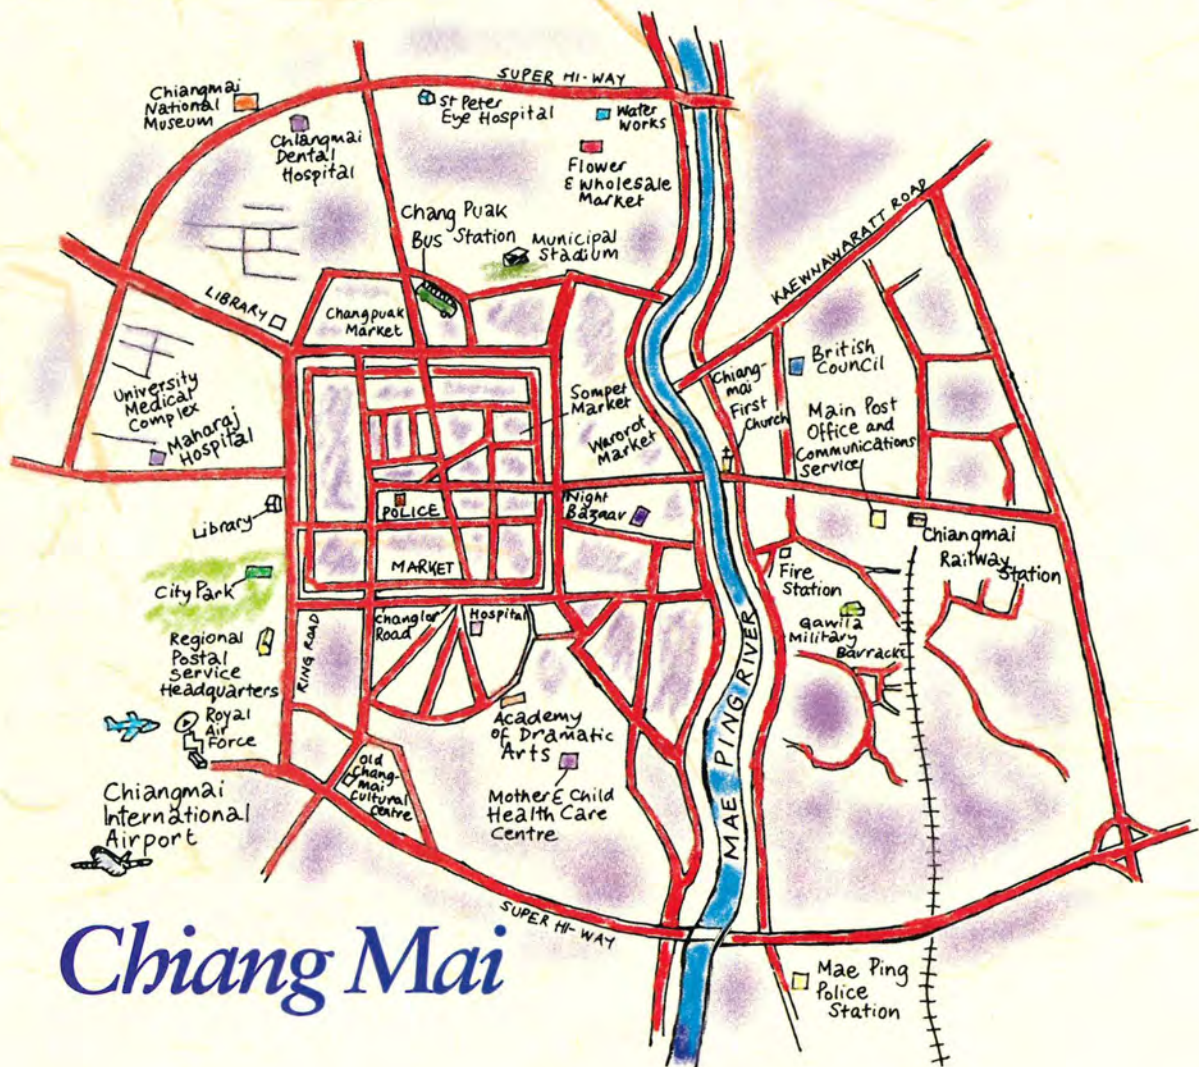 SUPER HI-WAY
Chiangmai
National
Museum
St Peter
Eye Hospital
Water
Works
Chiangmai
Dental
Hospital
Flower
& Wholesale
Market
Chang Puak
Bus Station
Municipal
Stadium
KAEWNAWARATT ROAD
LIBRARY
Changpuak
Market
University
Medical
Complex
Maharaj
Hospital
Sompet
Market
Warorot
Market
Chiang-
mai
First
Church
British
Council
Main Post
Office and
Communications
Service
Library
POLICE
Night
Bazaar
Chiangmai
Railway
Station
MARKET
City Park
Fire
Station
Gawila
Military
Barracks
Changlor
Road
Hospital
Regional
Postal
Service
Headquarters
RING ROAD
Royal
Air
Force
Academy
of Dramatic
Arts
Old
Chang-
mai
Cultural
Centre
Mother & Child
Health Care
Centre
Chiangmai
International
Airport
MAE PING RIVER
SUPER HI-WAY
Chiang Mai
Mae Ping
Police
Station